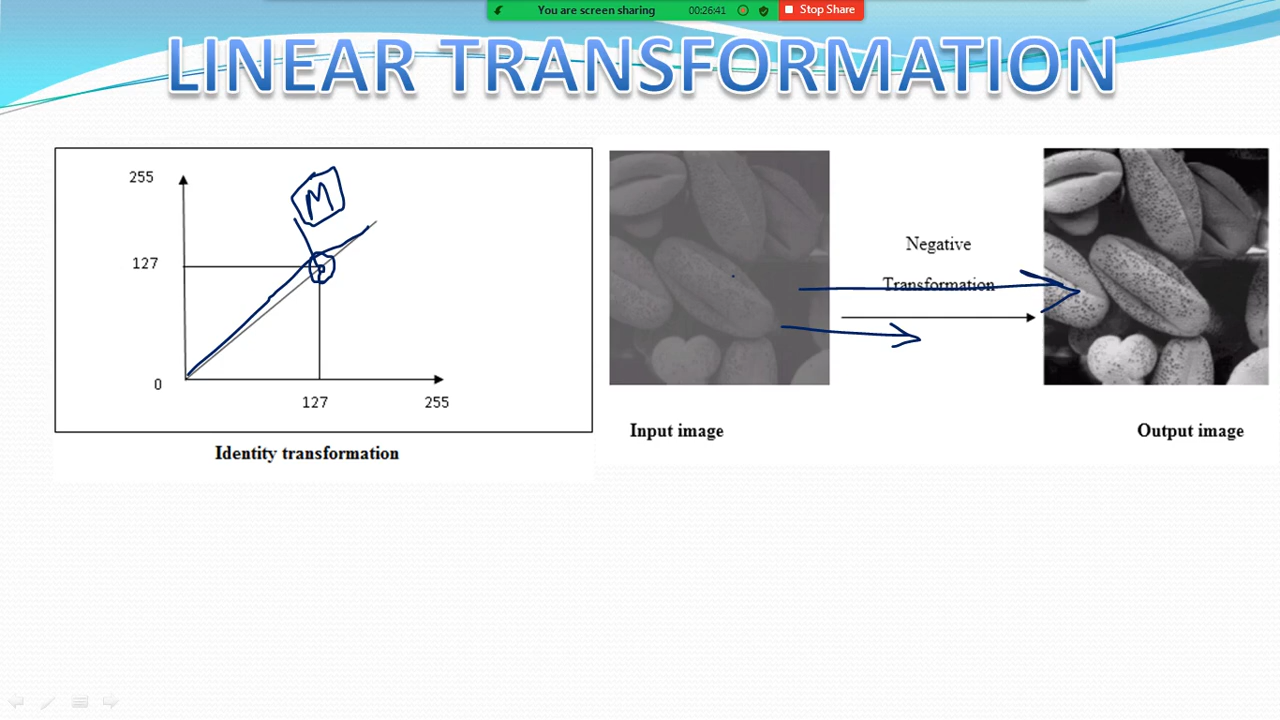 You are screen sharing 00:26:41 Stop Share
LINEAR TRANSFORMATION
255
M
127
0
127
255
Identity transformation
Negative
Transformation
Input image
Output image